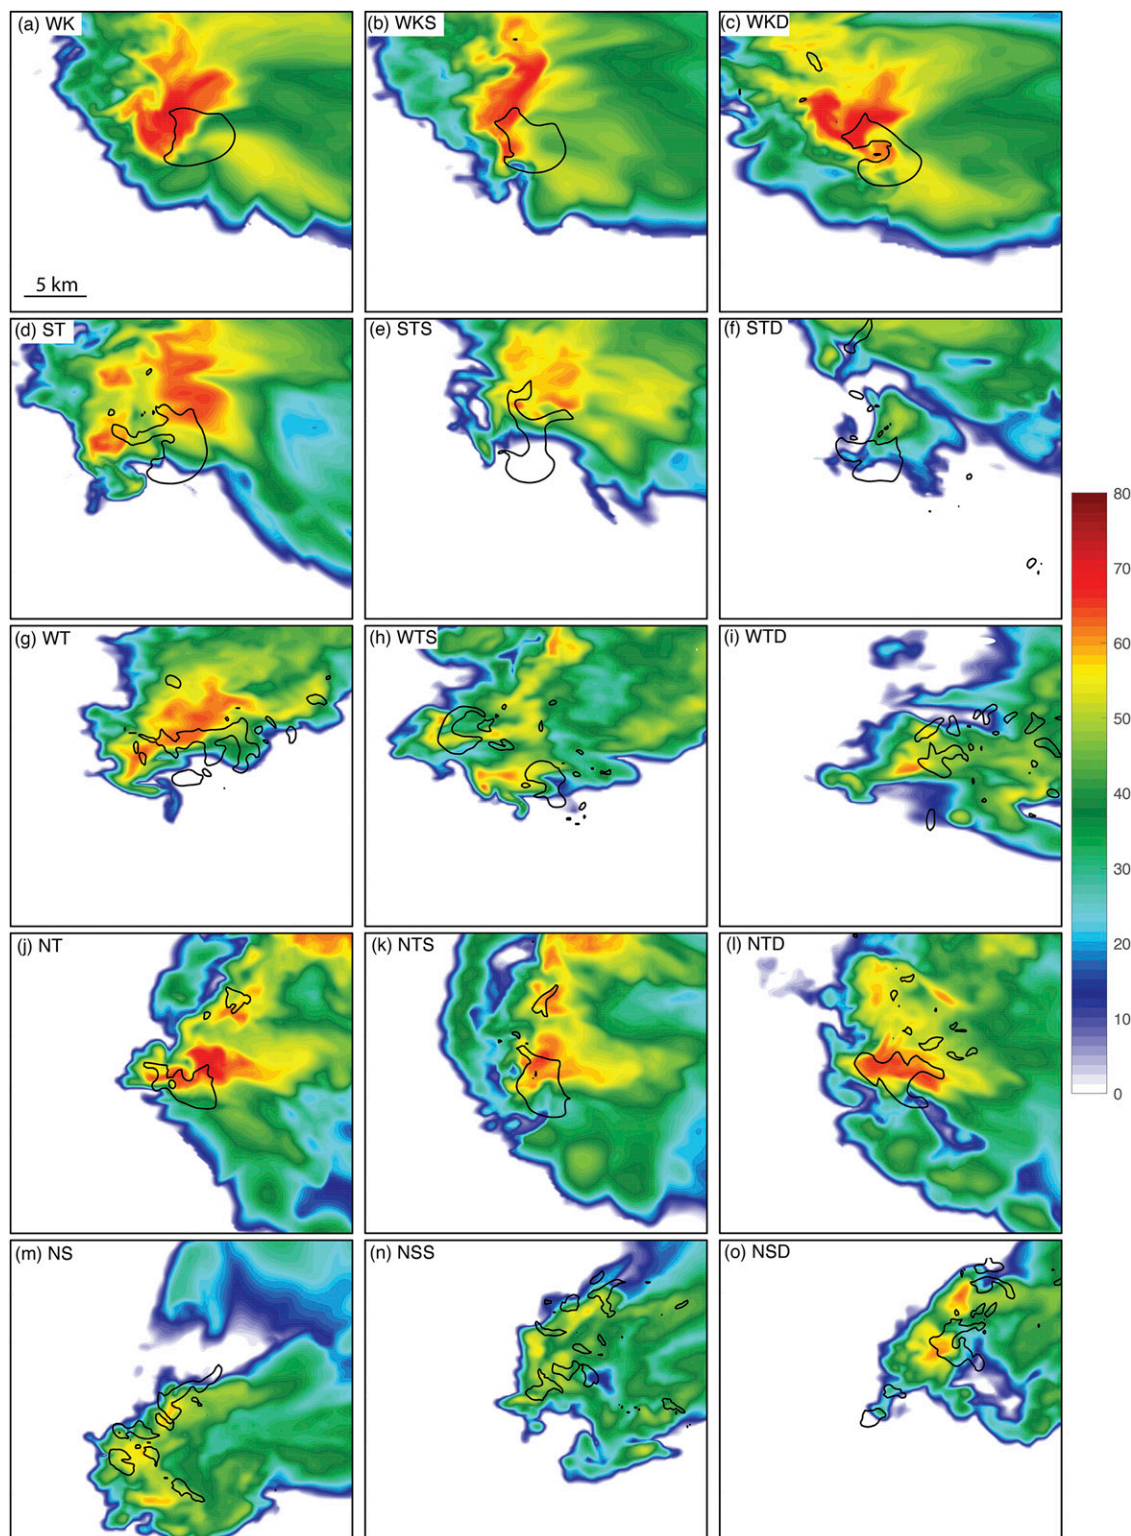 (a) WK
(b) WKS
(c) WKD
5 km
(d) ST
(e) STS
(f) STD
(g) WT
(h) WTS
(i) WTD
(j) NT
(k) NTS
(l) NTD
(m) NS
(n) NSS
(o) NSD
80
70
60
50
40
30
20
10
0